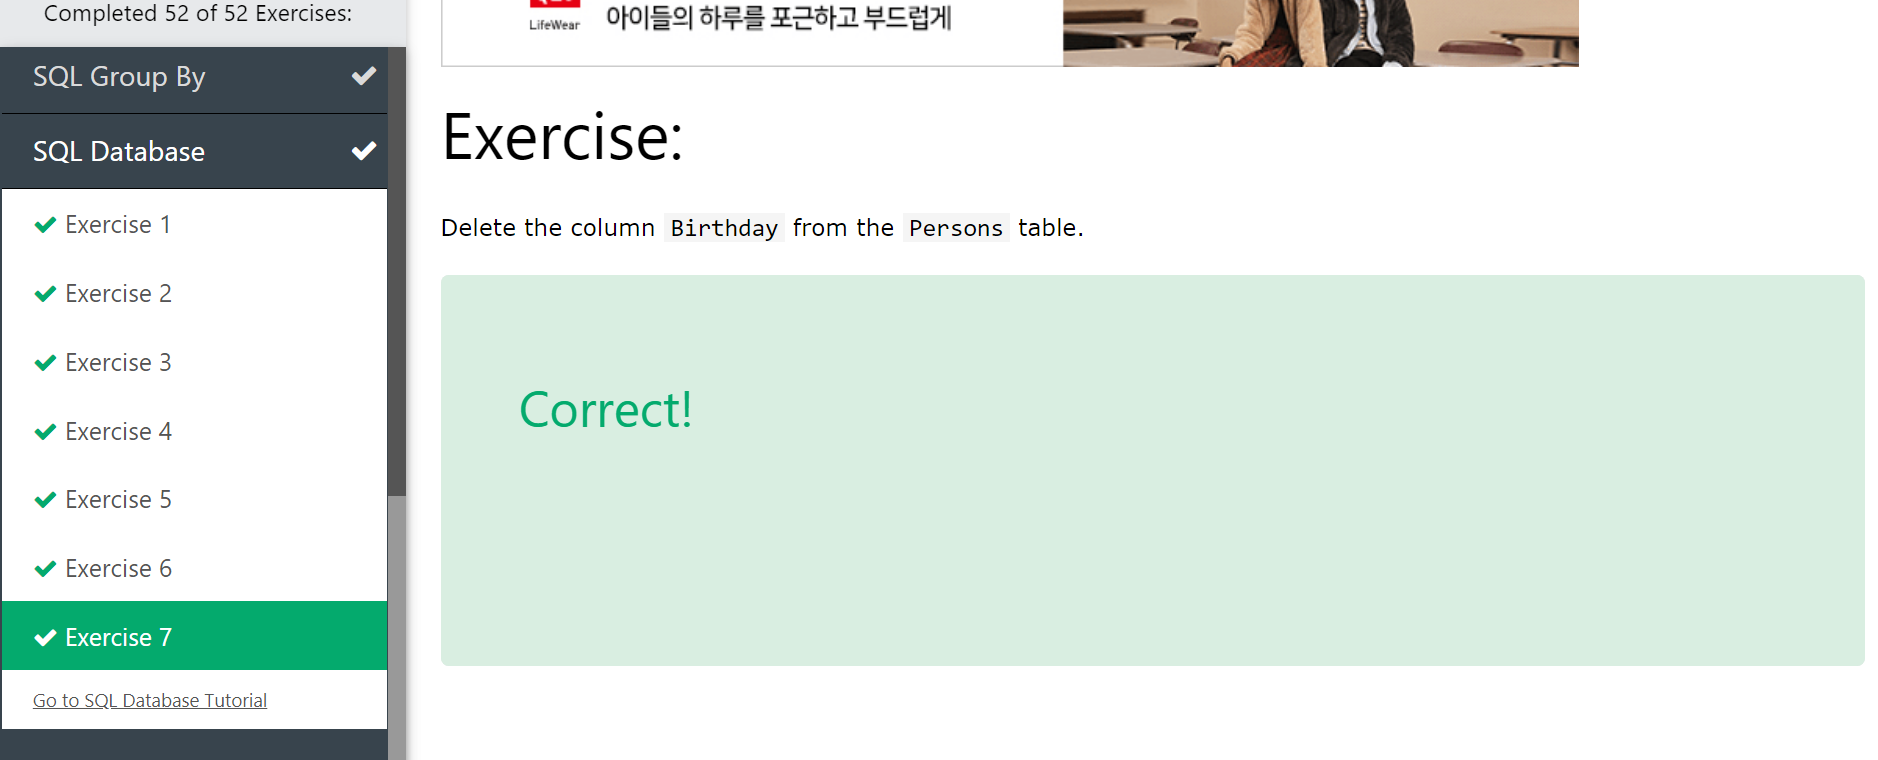 Completed 52 of 52 Exercises:
SQL Group By
SQL Database
Exercise 1
Exercise 2
Exercise 3
Exercise 4
Exercise 5
Exercise 6
Exercise 7
Go to SQL Database Tutorial
LifeWear
아이들의 하루를 포근하고 부드럽게
Exercise:
Delete the column Birthday from the Persons table.
Correct!